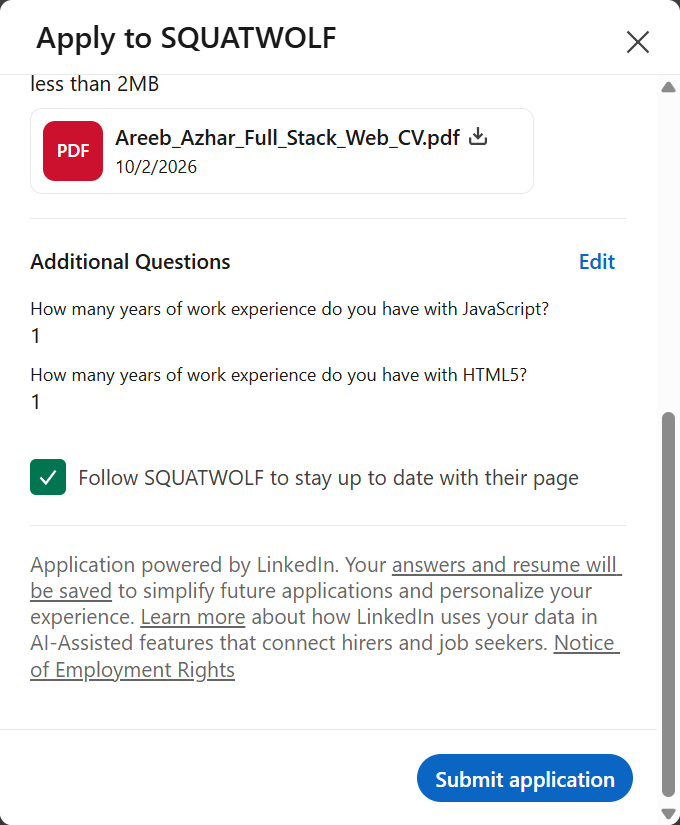 Apply to SQUATWOLF
less than 2MB
PDF
Areeb_Azhar_Full_Stack_Web_CV.pdf
10/2/2026
Additional Questions
Edit
How many years of work experience do you have with JavaScript?
1
How many years of work experience do you have with HTML5?
1
Follow SQUATWOLF to stay up to date with their page
Application powered by LinkedIn. Your answers and resume will
be saved to simplify future applications and personalize your
experience. Learn more about how LinkedIn uses your data in
AI-Assisted features that connect hirers and job seekers. Notice
of Employment Rights
Submit application